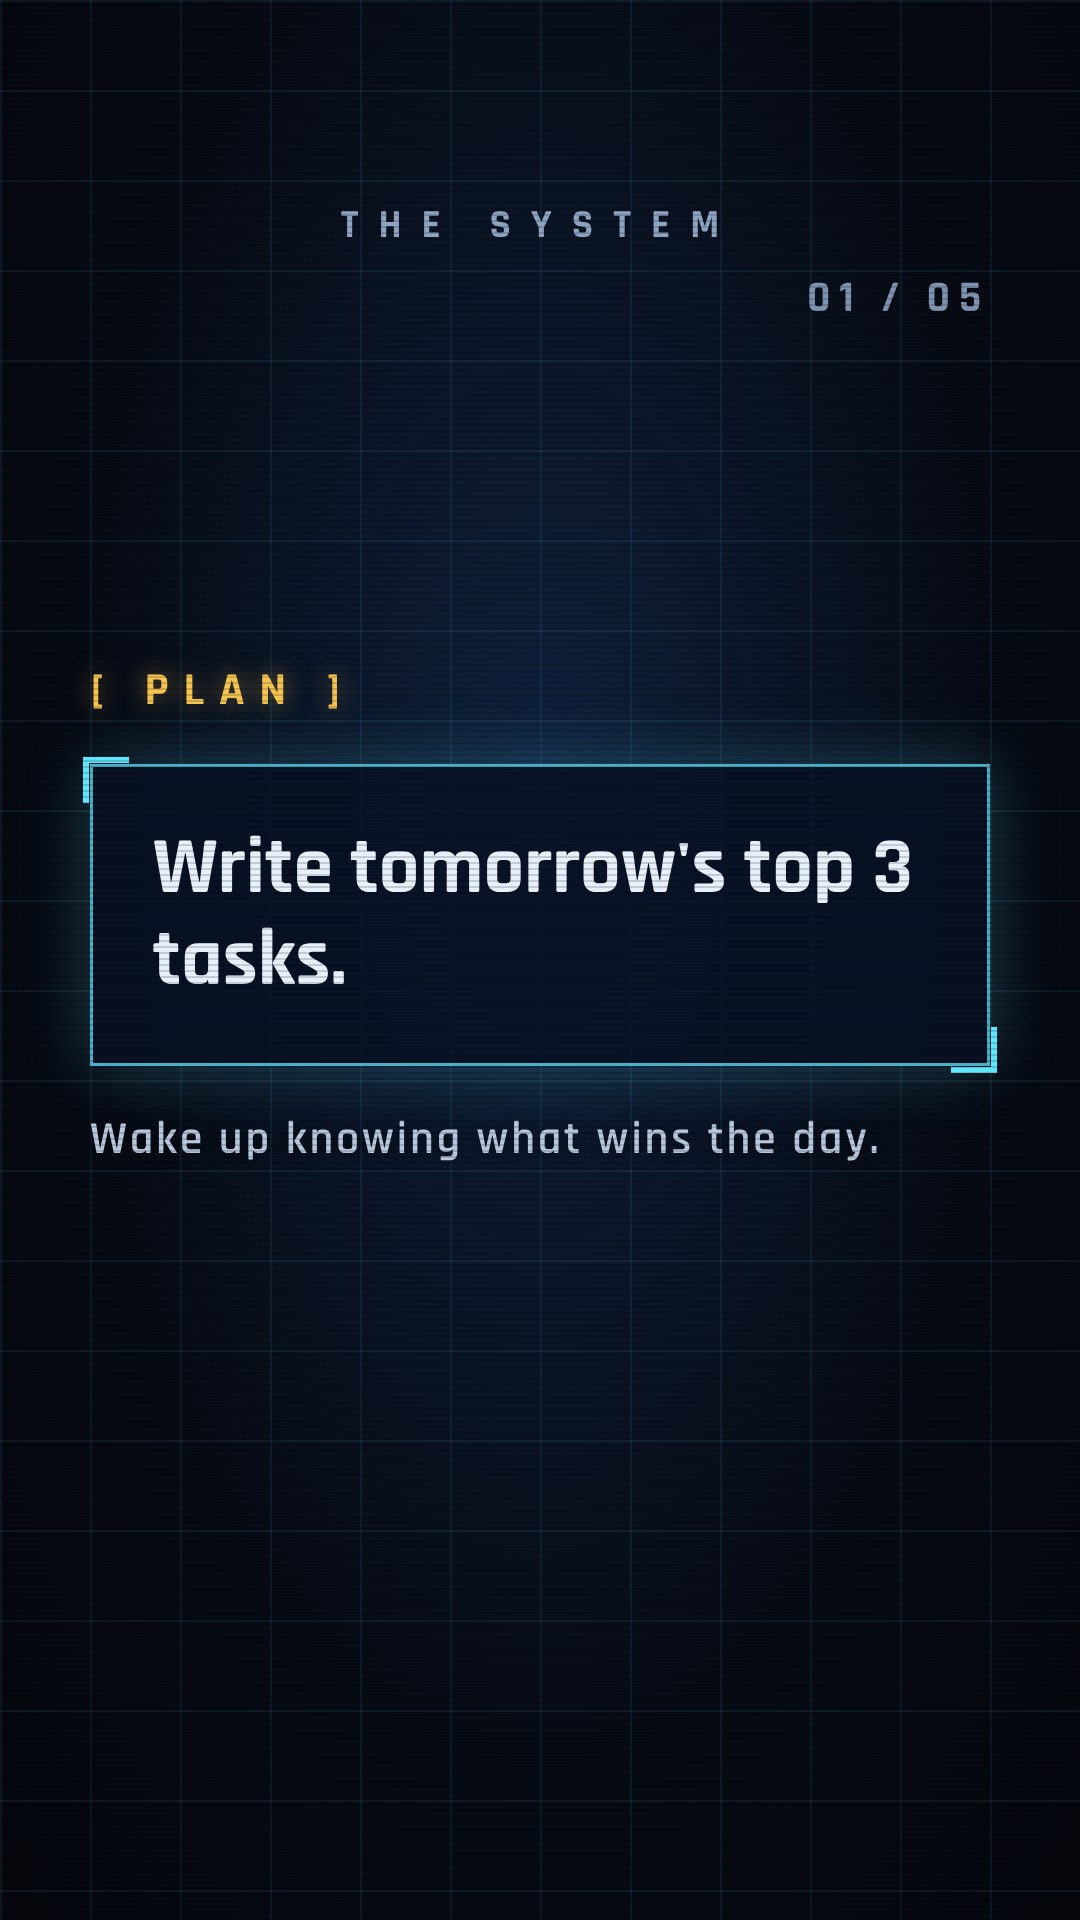 THE SYSTEM
01 / 05
[ PLAN ]
Write tomorrow's top 3
tasks.
Wake up knowing what wins the day.